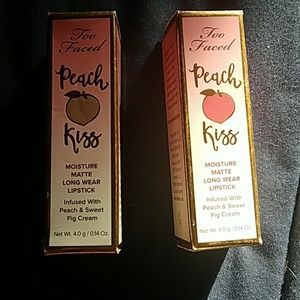 Too
Faced
Peach
Kiss
MOISTURE
MATTE
LONG WEAR
LIPSTICK
Infused With
Peach & Sweet
Fig Cream
Net Wt. 4.0 g / 0.14 Oz.
Too
Faced
Peach
Kiss
MOISTURE
MATTE
LONG WEAR
LIPSTICK
Infused With
Peach & Sweet
Fig Cream
Net Wt. 4.0 g / 0.14 Oz.